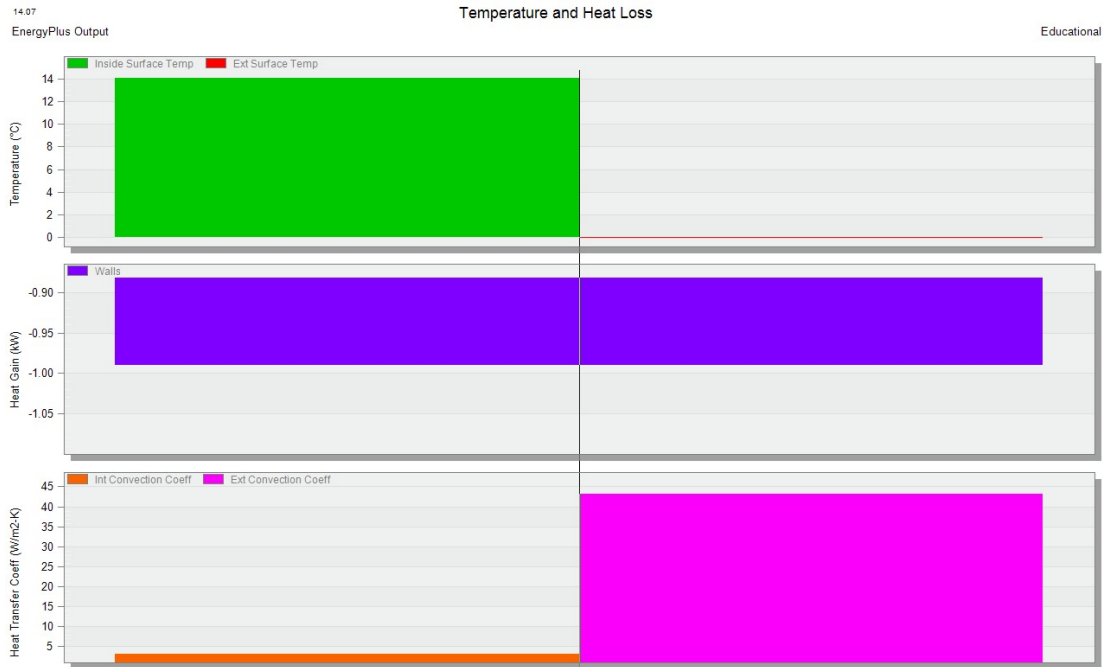 14.07
Temperature and Heat Loss
EnergyPlus Output
Educational
Inside Surface Temp Ext Surface Temp
Temperature (°C)
14
12
10
8
6
4
2
0
Walls
Heat Gain (kW)
-0.90
-0.95
-1.00
-1.05
Int Convection Coeff Ext Convection Coeff
Heat Transfer Coeff (W/m2-K)
45
40
35
30
25
20
15
10
5